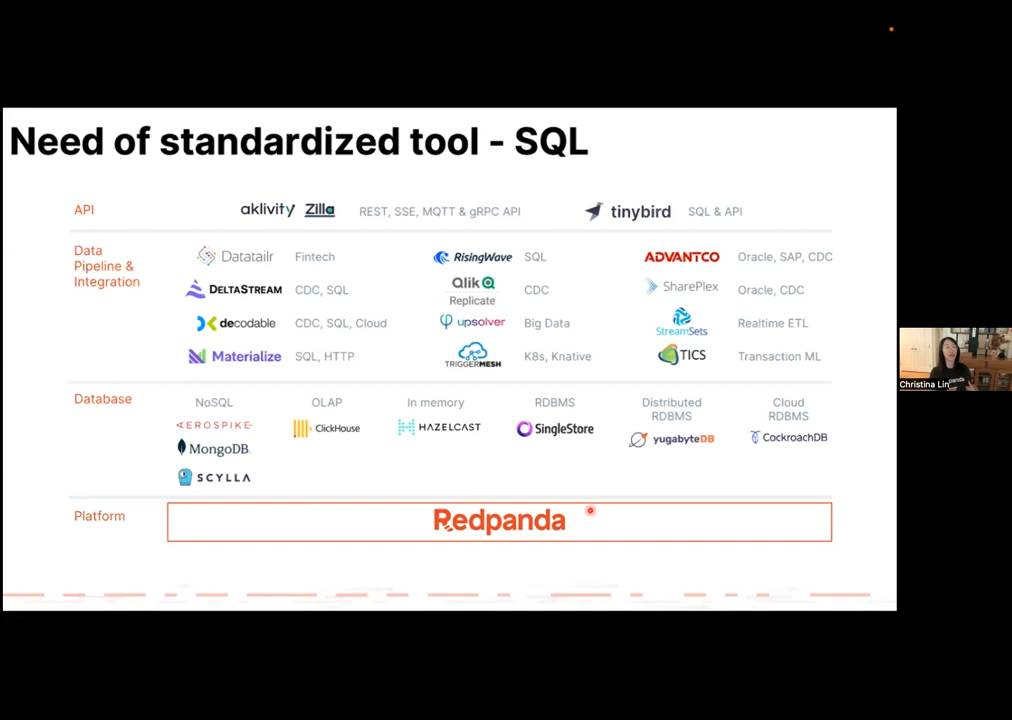 Need of standardized tool - SQL
API
aklivity Zilla
REST, SSE, MQTT & gRPC API
tinybird
SQL & API
Data
Pipeline &
Integration
Datatailr
Fintech
RisingWave
SQL
ADVANTCO
Oracle, SAP, CDC
DELTASTREAM
CDC, SQL
Qlik
Replicate
CDC
SharePlex
Oracle, CDC
decodable
CDC, SQL, Cloud
upsolver
Big Data
StreamSets
Realtime ETL
Materialize
SQL, HTTP
TRIGGERMESH
K8s, Knative
TICS
Transaction ML
Database
NoSQL
OLAP
In memory
RDBMS
Distributed
RDBMS
Cloud
RDBMS
AEROSPIKE
ClickHouse
HAZELCAST
SingleStore
yugabyteDB
CockroachDB
MongoDB
SCYLLA
Platform
Redpanda
Christina Lin